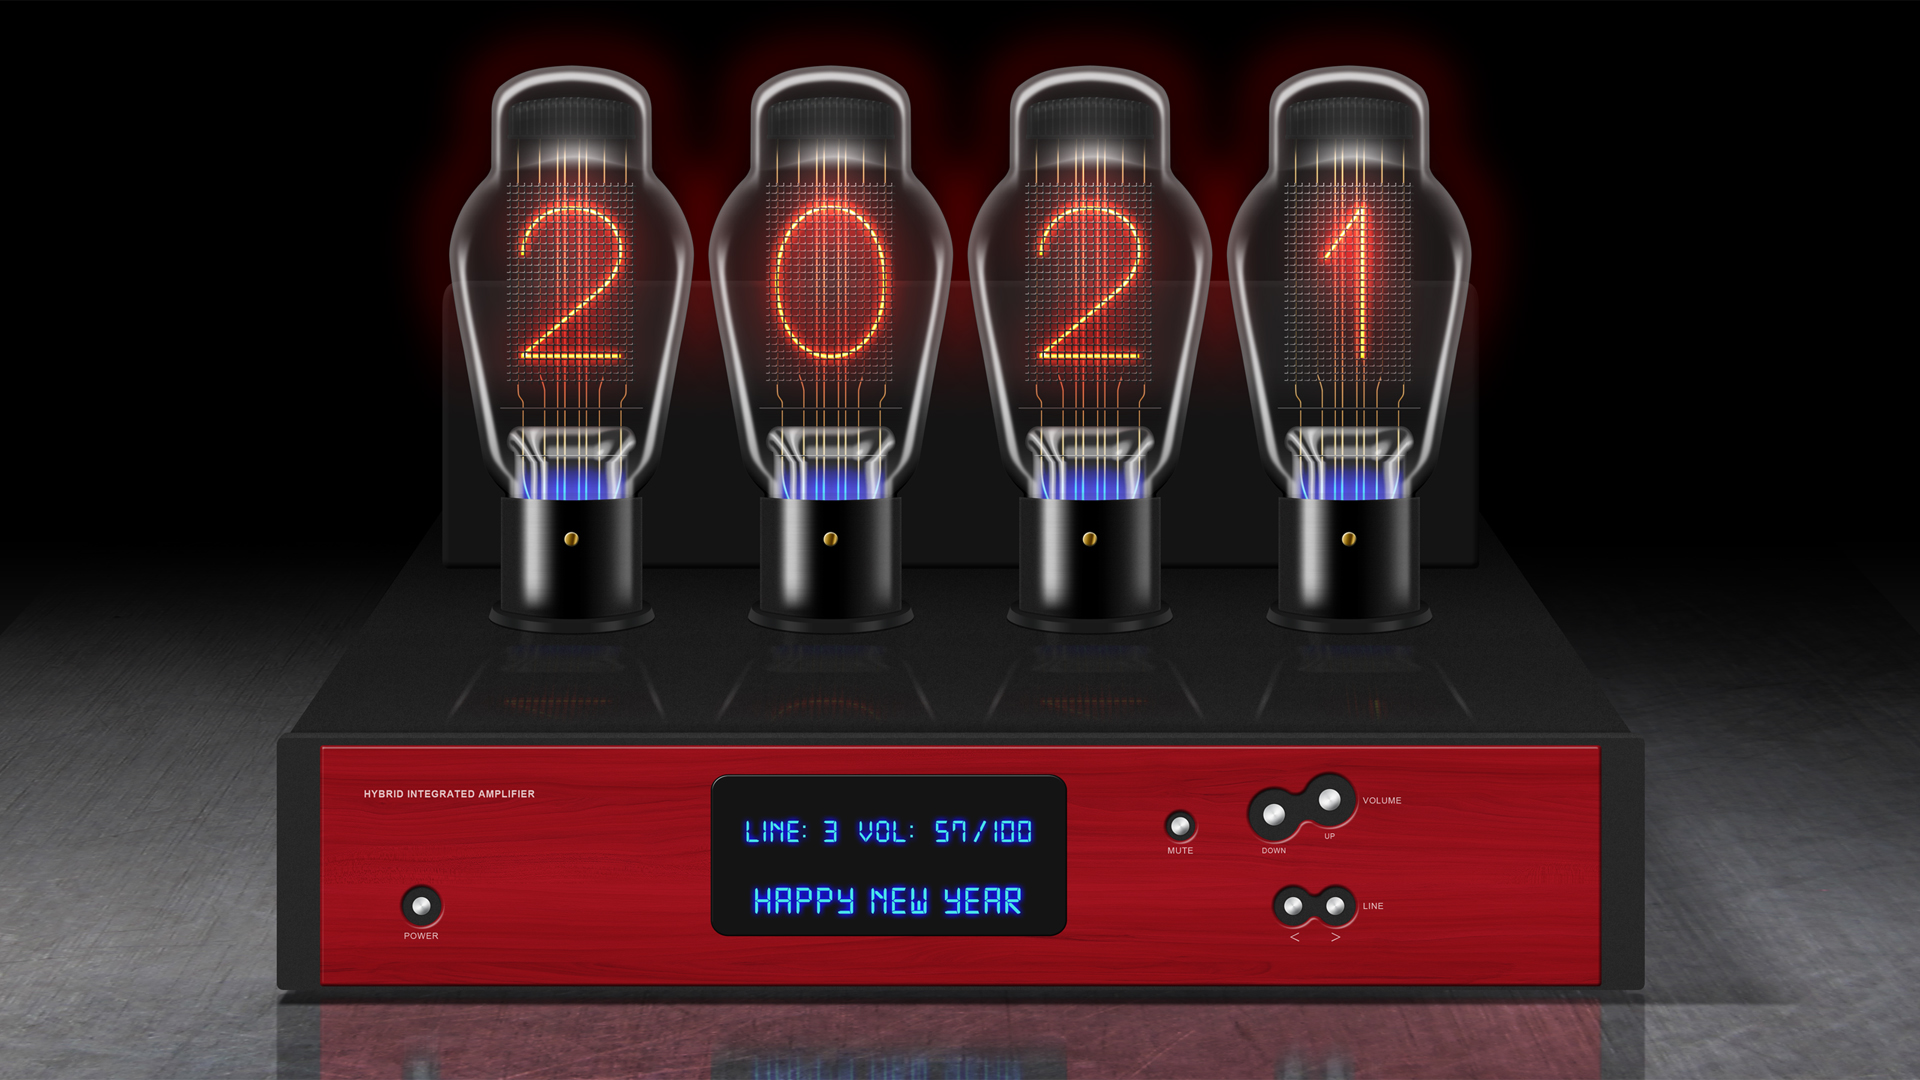 2021
HYBRID INTEGRATED AMPLIFIER
LINE: 3 VOL: 57/100
HAPPY NEW YEAR
POWER
MUTE
VOLUME
UP
DOWN
LINE
< >